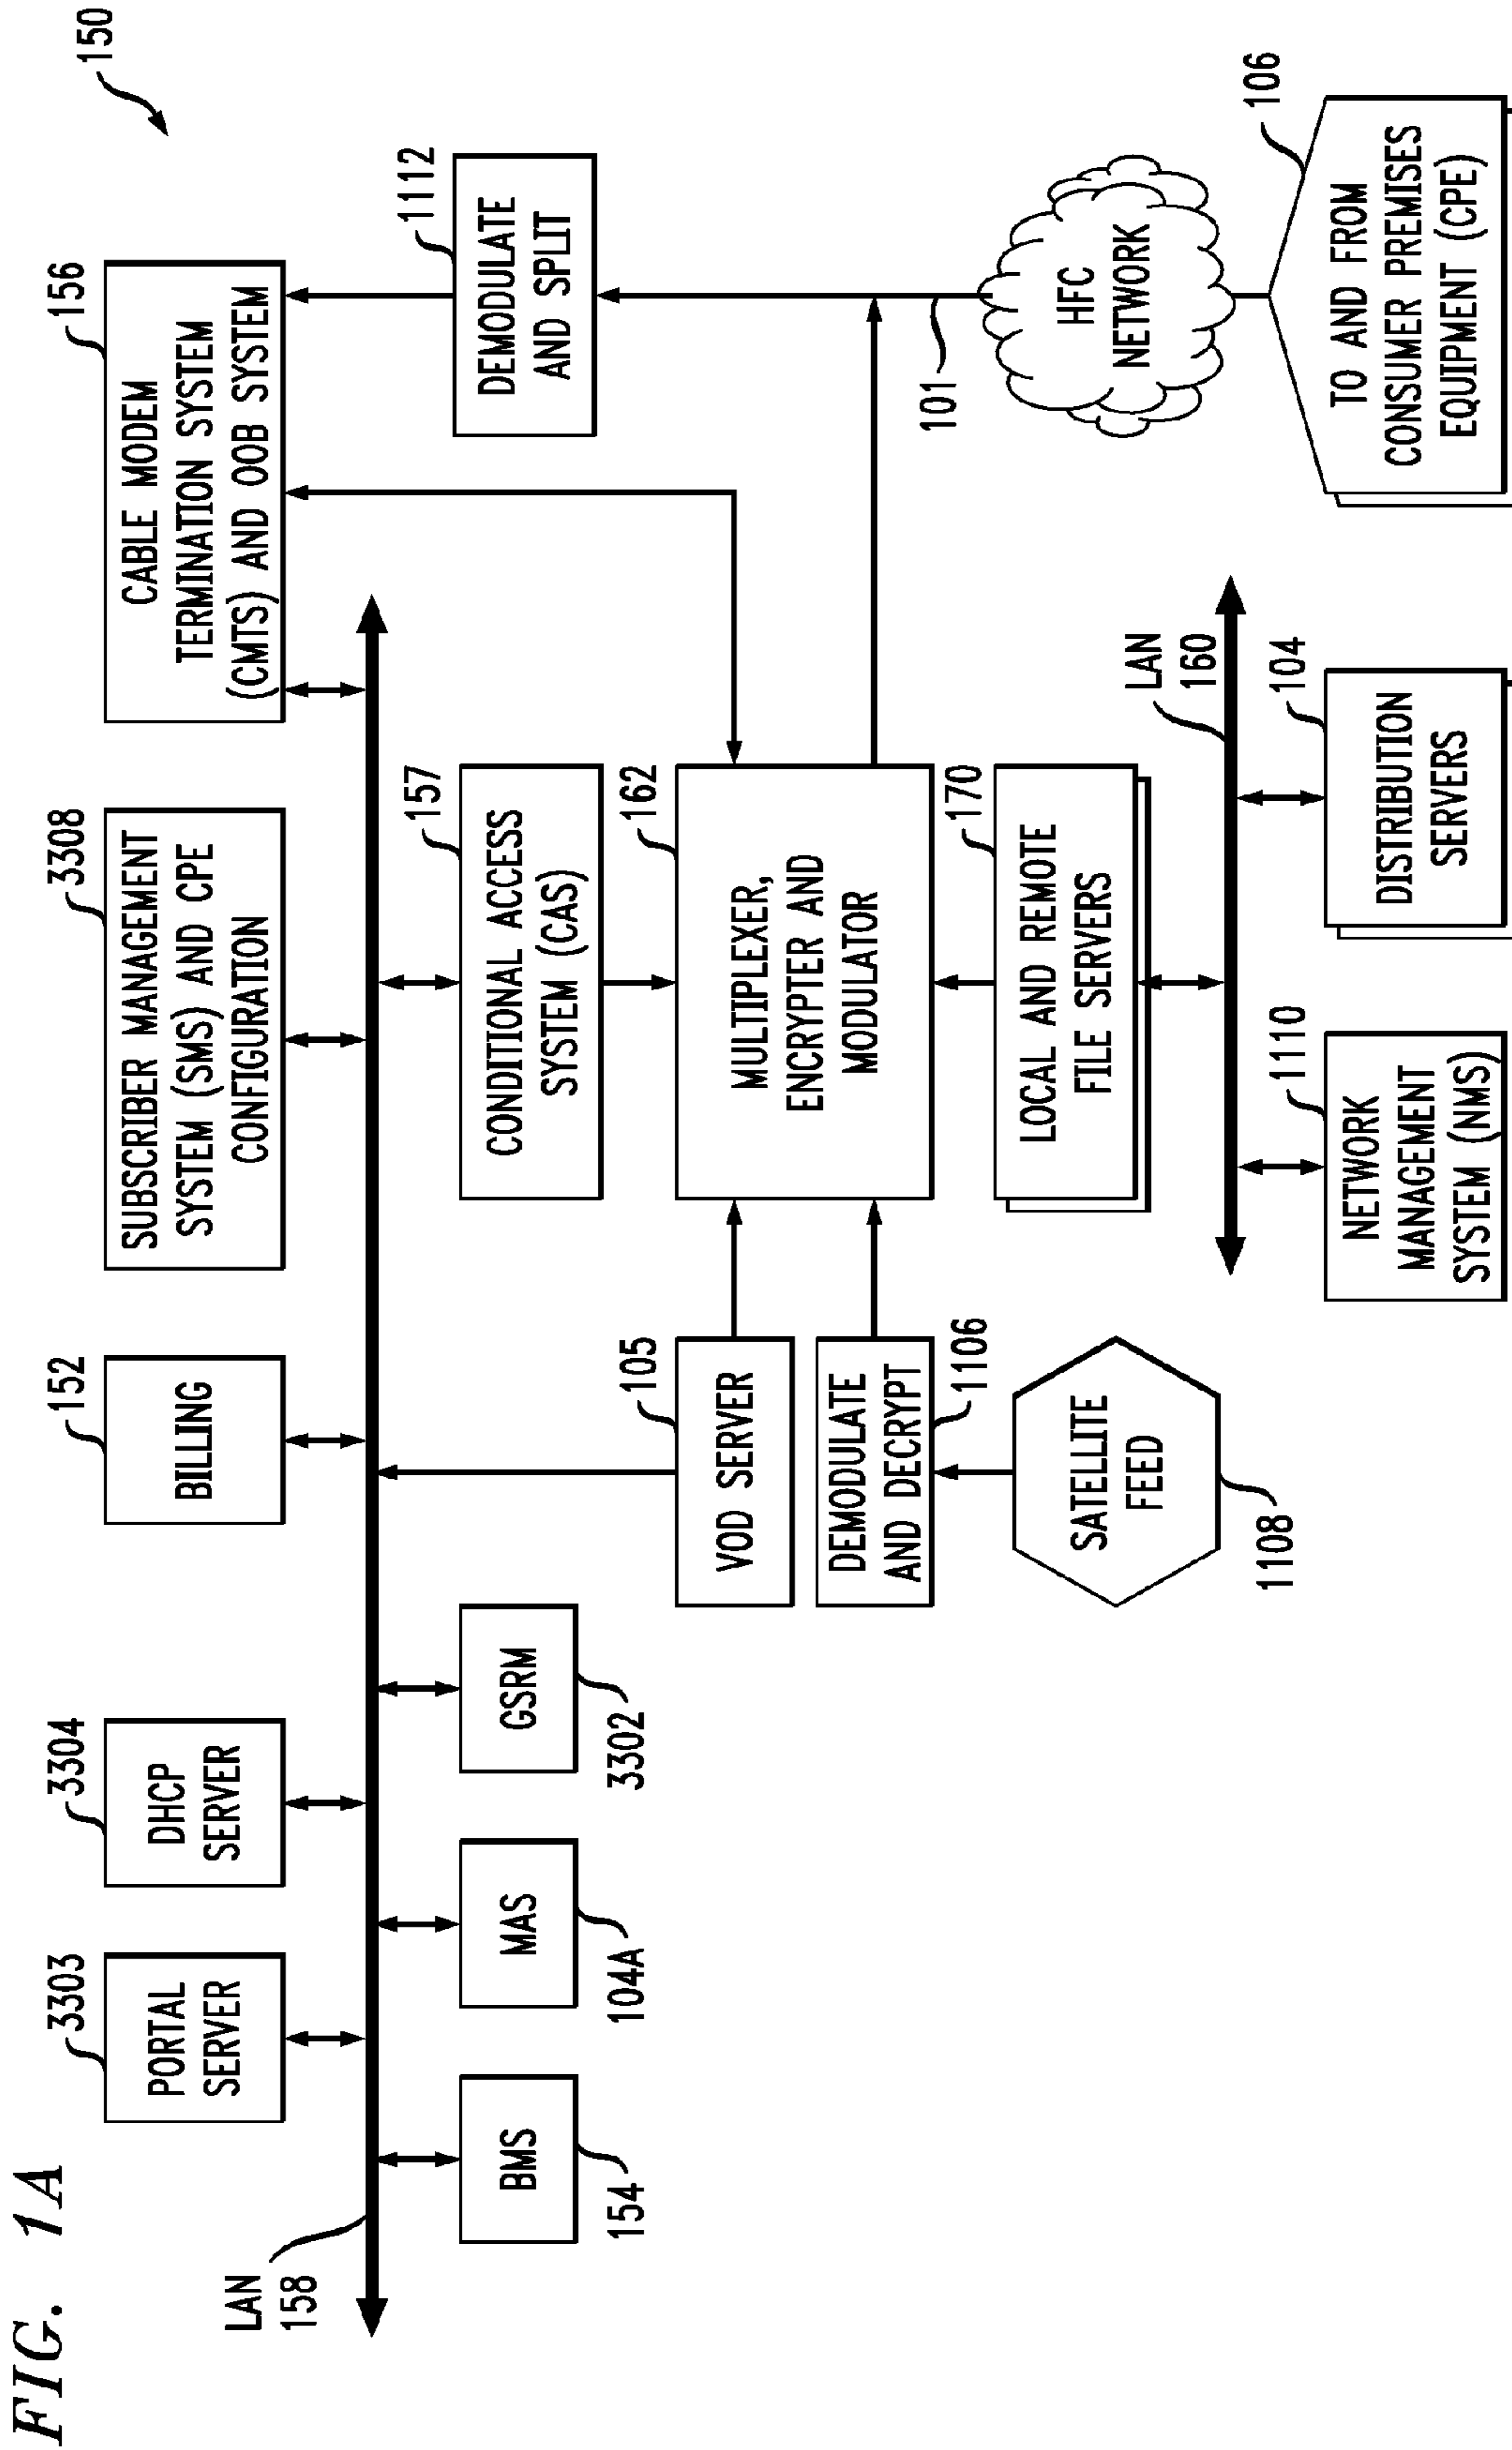 FIG. 1A
150
3303
PORTAL
SERVER
3304
DHCP
SERVER
152
BILLING
3308
SUBSCRIBER MANAGEMENT
SYSTEM (SMS) AND CPE
CONFIGURATION
156
CABLE MODEM
TERMINATION SYSTEM
(CMTS) AND OOB SYSTEM
LAN
158
BMS
154
MAS
104A
GSRM
3302
157
CONDITIONAL ACCESS
SYSTEM (CAS)
1112
DEMODULATE
AND SPLIT
105
VOD SERVER
162
MULTIPLEXER,
ENCRYPTER AND
MODULATOR
DEMODULATE
AND DECRYPT
1106
101
SATELLITE
FEED
1108
170
LOCAL AND REMOTE
FILE SERVERS
HFC
NETWORK
LAN
160
1110
NETWORK
MANAGEMENT
SYSTEM (NMS)
104
DISTRIBUTION
SERVERS
106
TO AND FROM
CONSUMER PREMISES
EQUIPMENT (CPE)